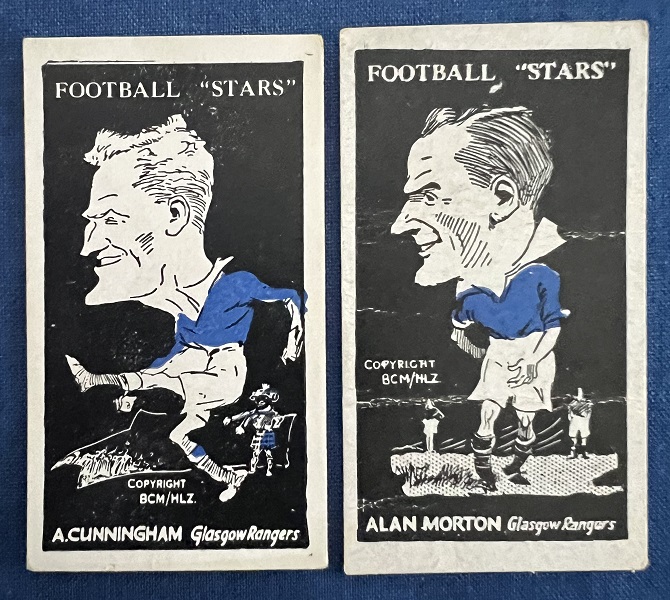 FOOTBALL "STARS"
COPYRIGHT
BCM/HLZ.
A.CUNNINGHAM Glasgow Rangers
FOOTBALL "STARS"
COPYRIGHT
BCM/HLZ
ALAN MORTON Glasgow Rangers